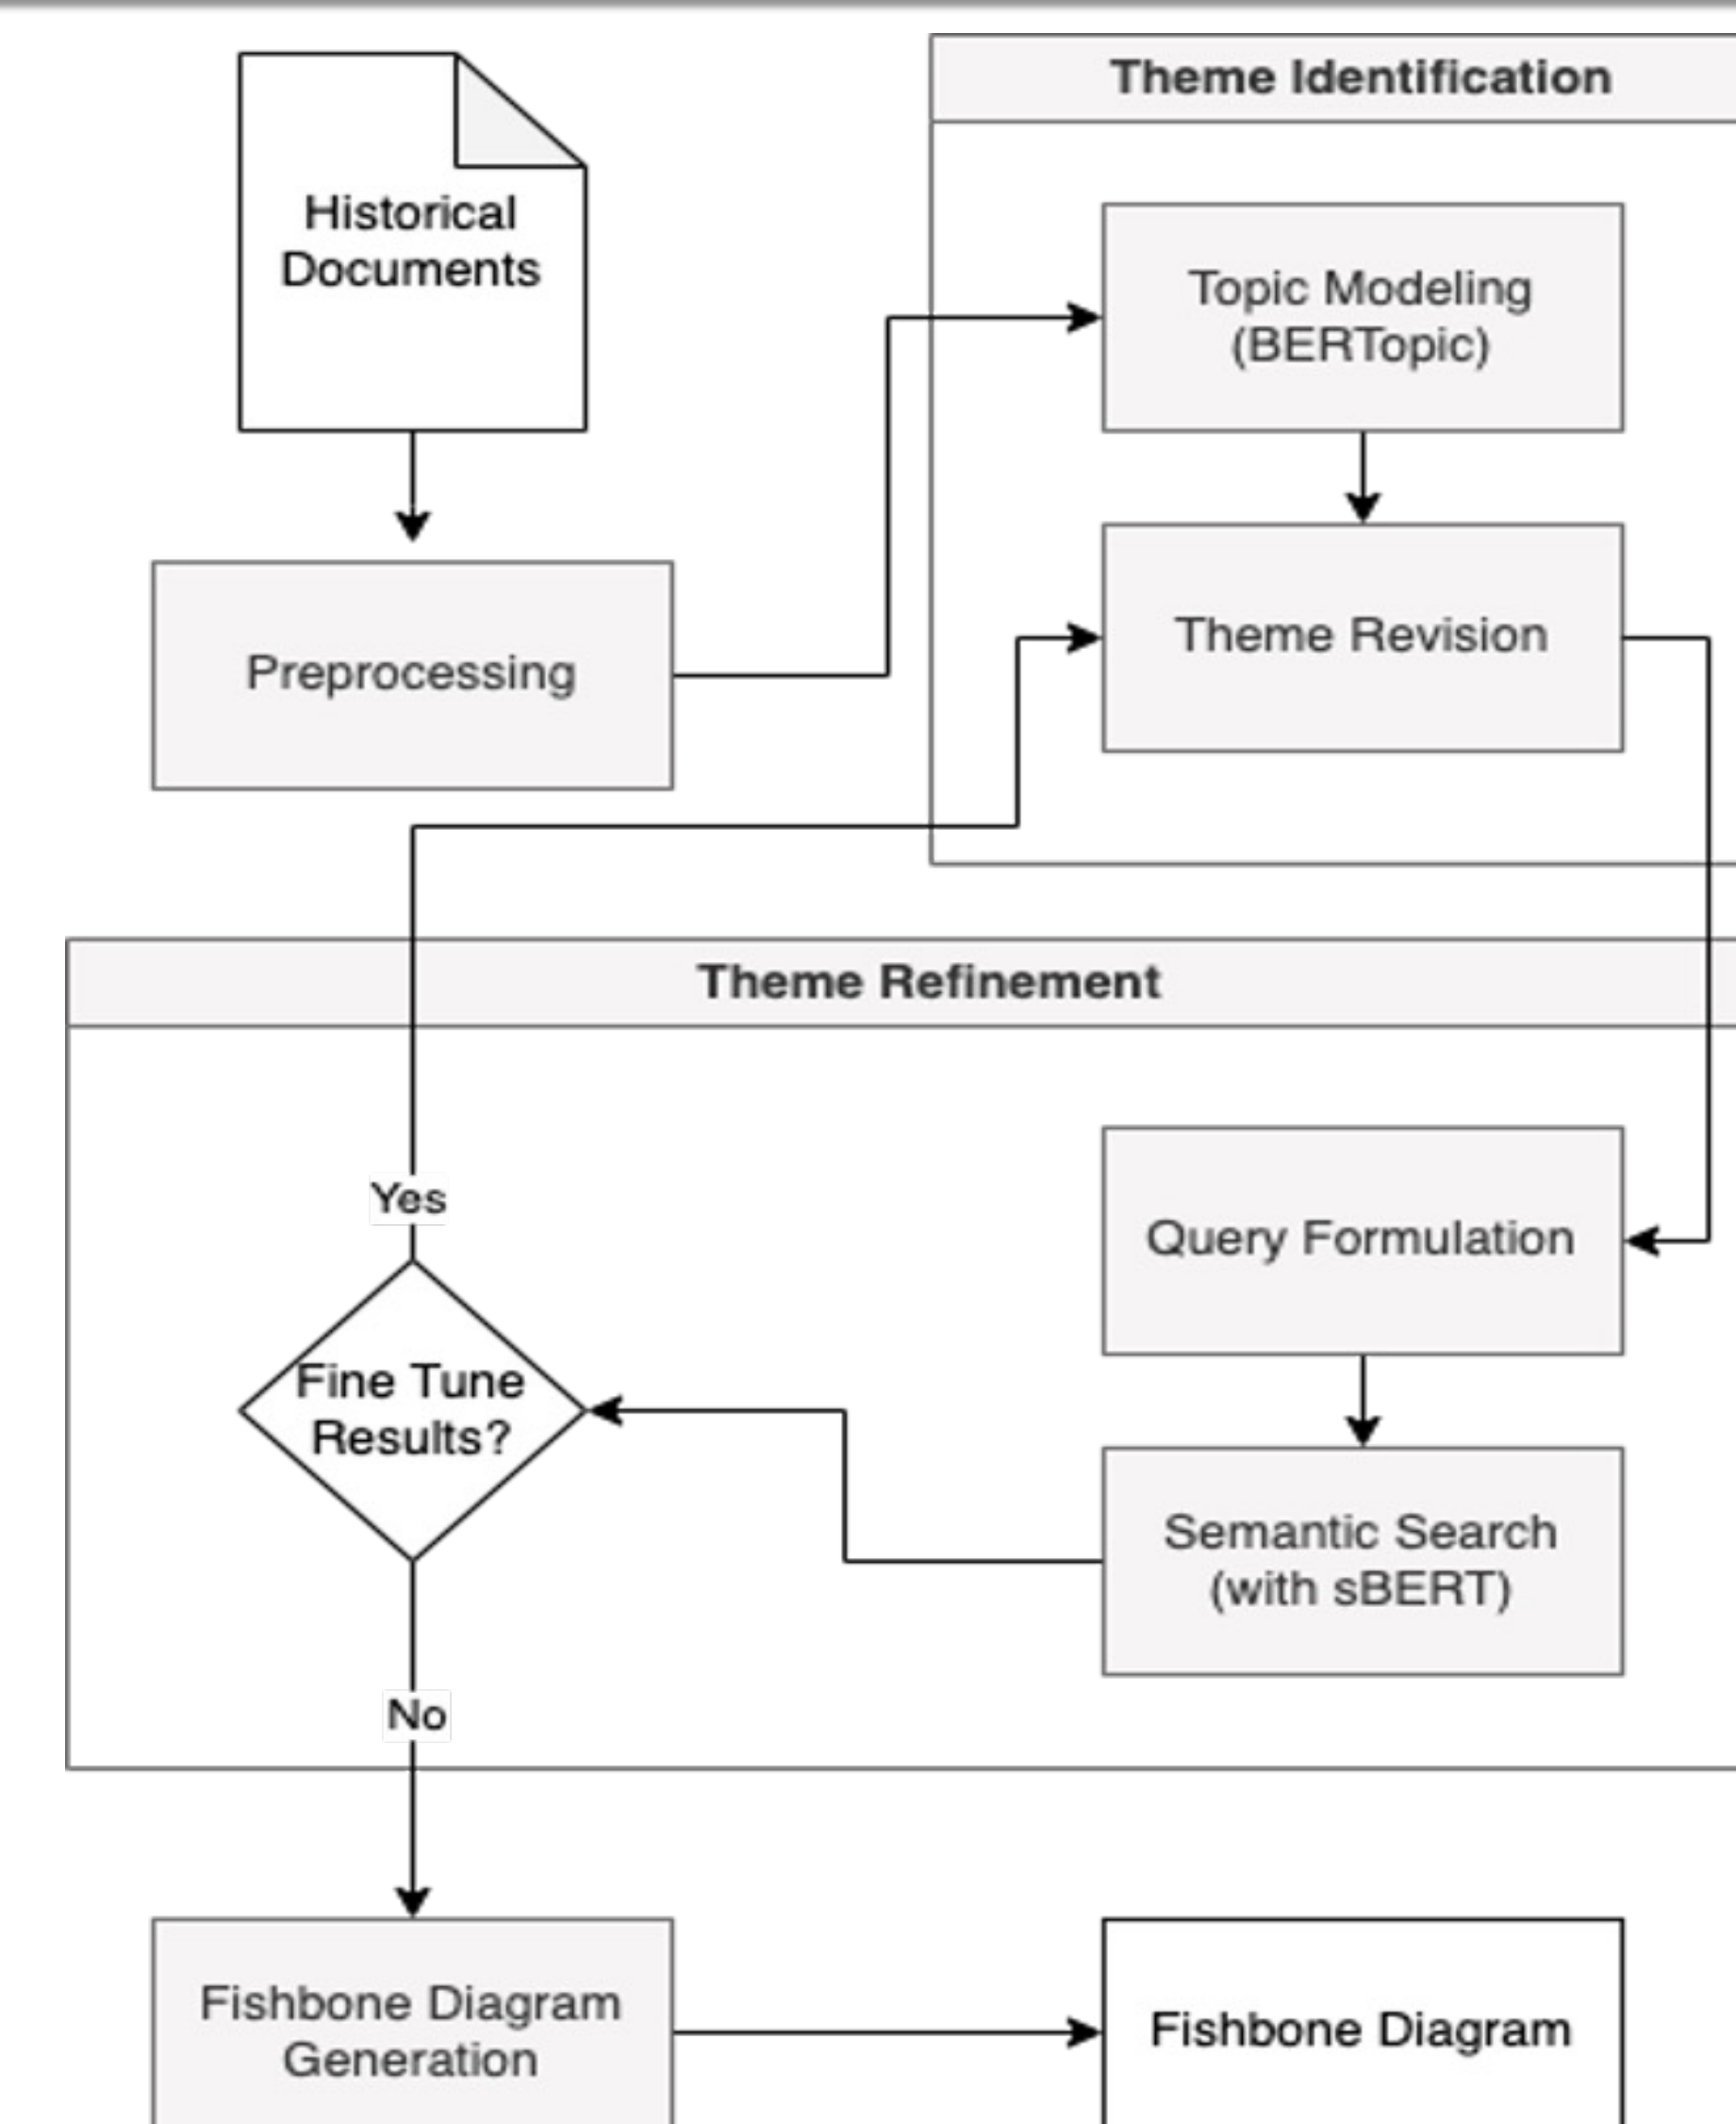 Historical
Documents
Theme Identification
Topic Modeling
(BERTopic)
Preprocessing
Theme Revision
Theme Refinement
Yes
Query Formulation
Fine Tune
Results?
Semantic Search
(with sBERT)
No
Fishbone Diagram
Generation
Fishbone Diagram